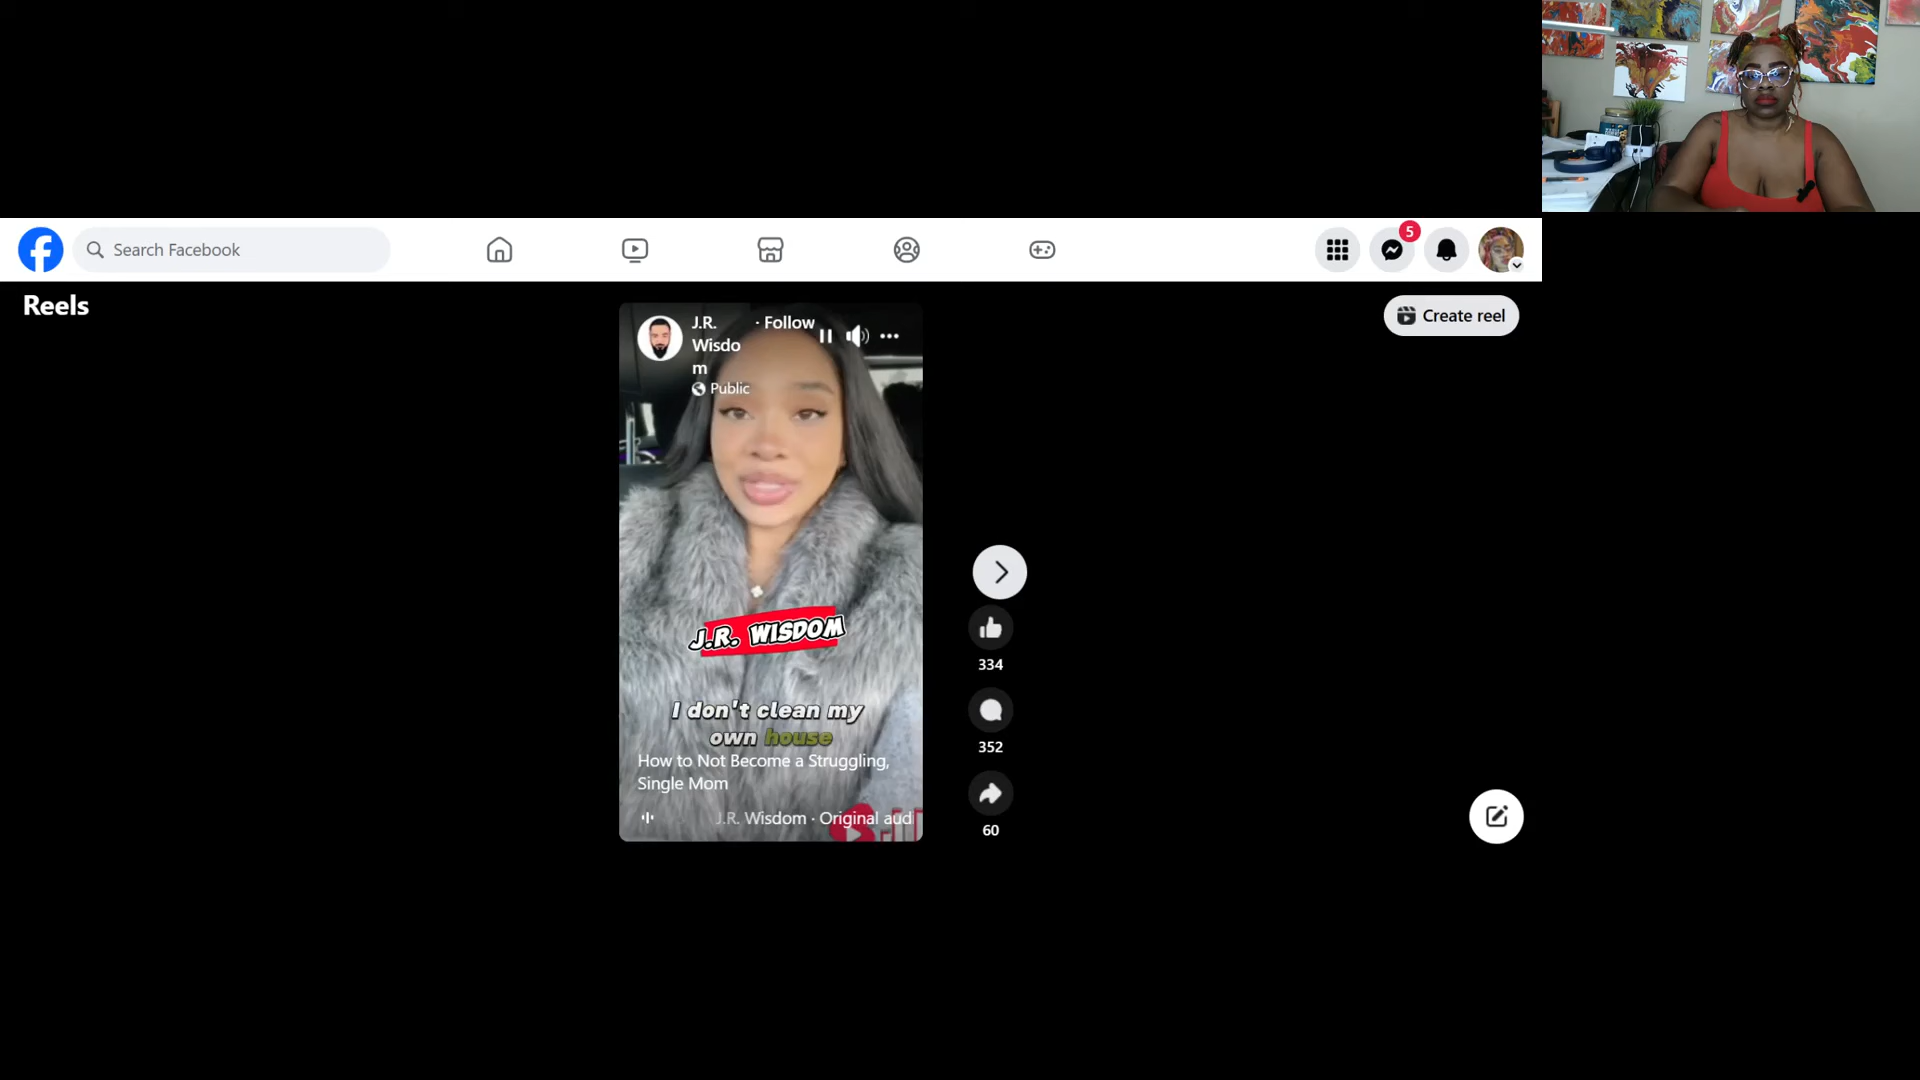 Search Facebook
5
Reels
Create reel
J.R. Wisdom · Follow
Public
J.R. WISDOM
I don't clean my
own house
How to Not Become a Struggling,
Single Mom
J.R. Wisdom · Original aud
334
352
60